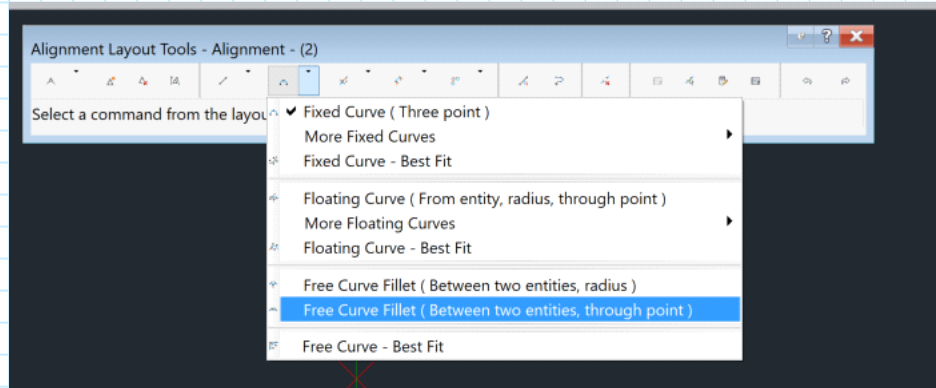 Alignment Layout Tools - Alignment - (2)
Select a command from the layou
Fixed Curve ( Three point )
More Fixed Curves
Fixed Curve - Best Fit
Floating Curve ( From entity, radius, through point )
More Floating Curves
Floating Curve - Best Fit
Free Curve Fillet ( Between two entities, radius )
Free Curve Fillet ( Between two entities, through point )
Free Curve - Best Fit